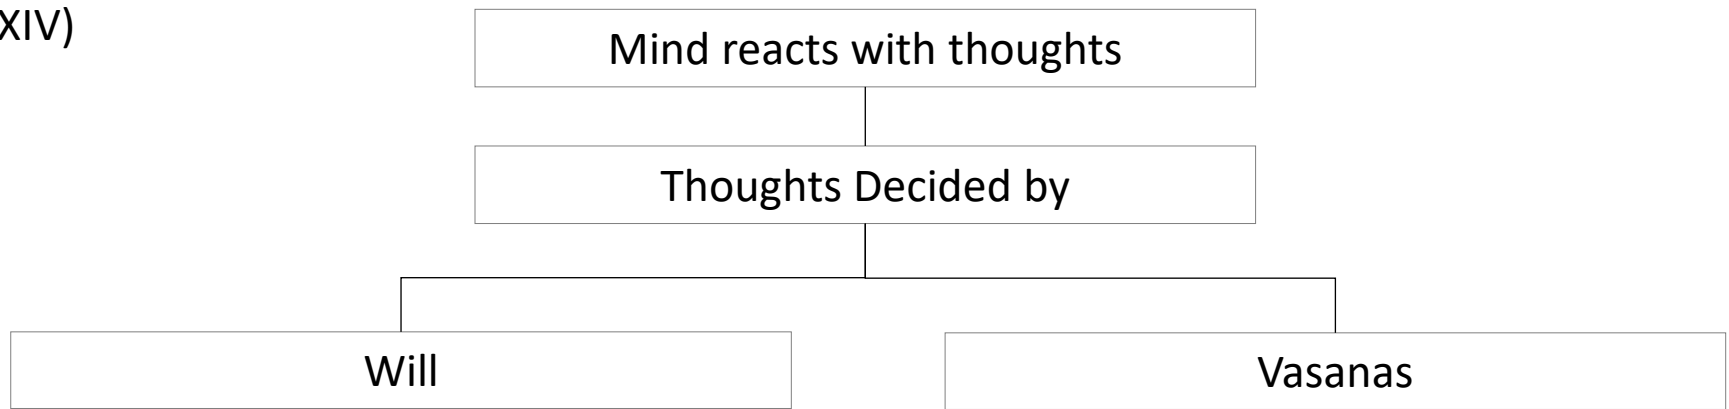 XIV)
Mind reacts with thoughts
Thoughts Decided by
Will
Vasanas